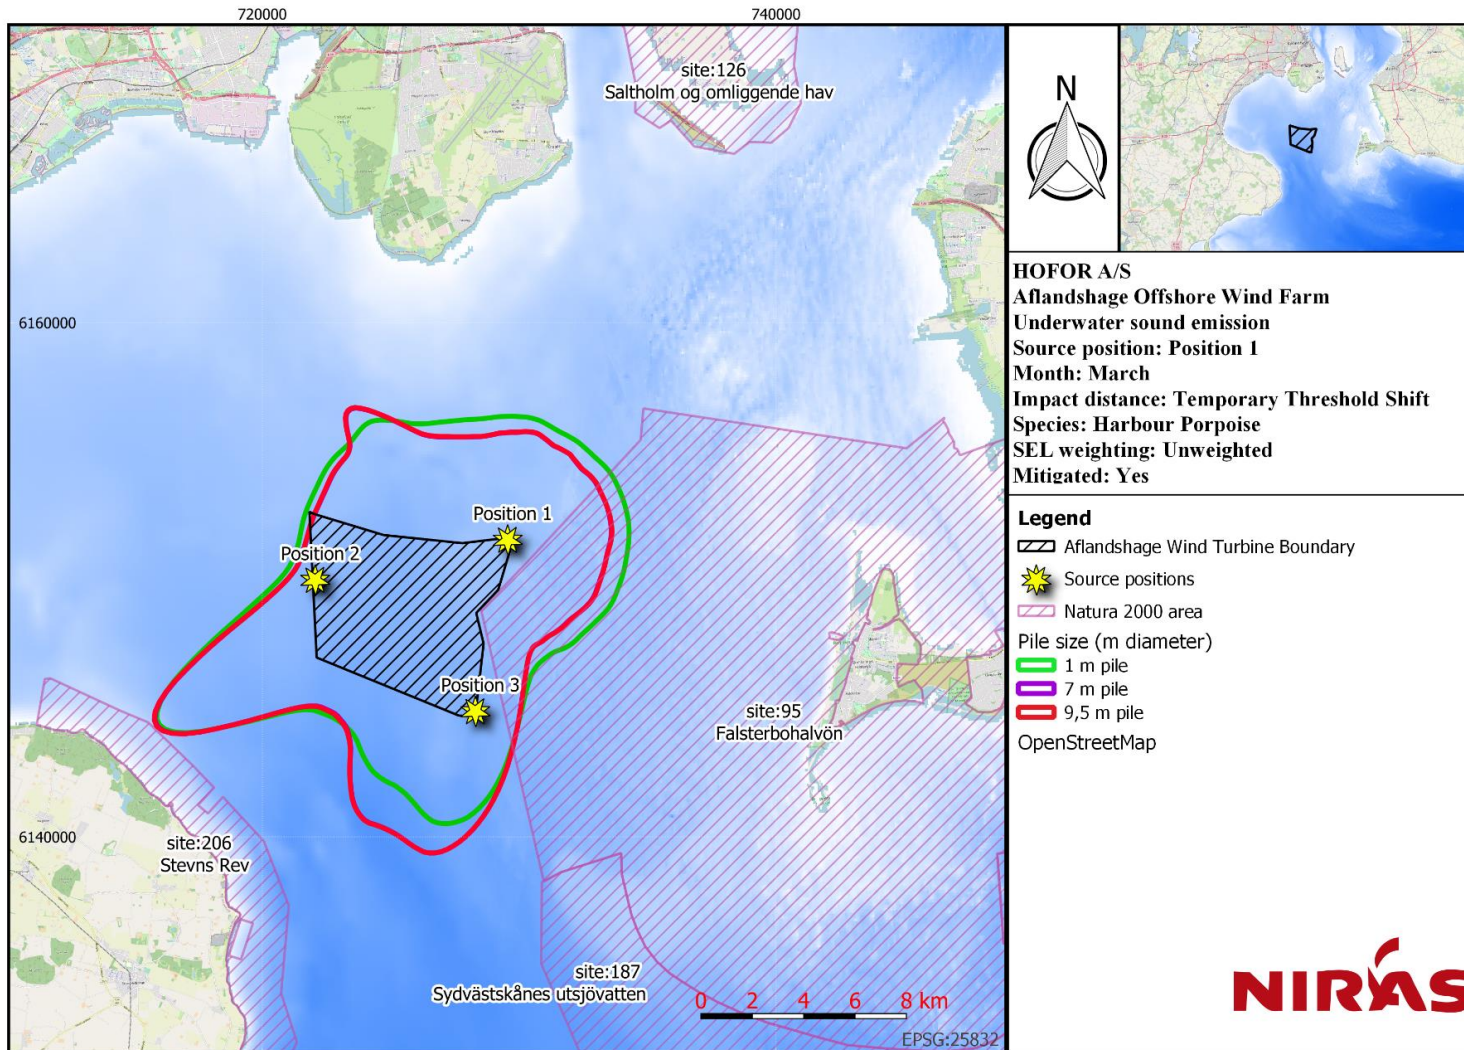 720000
740000
site:126
Saltholm og omliggende hav
6160000
Position 1
Position 2
Position 3
site:95
Falsterbohalvön
6140000
site:206
Stevns Rev
site:187
Sydvästskånes utsjövatten
0 2 4 6 8 km
EPSG:25832
N
HOFOR A/S
Aflandshage Offshore Wind Farm
Underwater sound emission
Source position: Position 1
Month: March
Impact distance: Temporary Threshold Shift
Species: Harbour Porpoise
SEL weighting: Unweighted
Mitigated: Yes
Legend
Aflandshage Wind Turbine Boundary
Source positions
Natura 2000 area
Pile size (m diameter)
1 m pile
7 m pile
9,5 m pile
OpenStreetMap
NIRAS